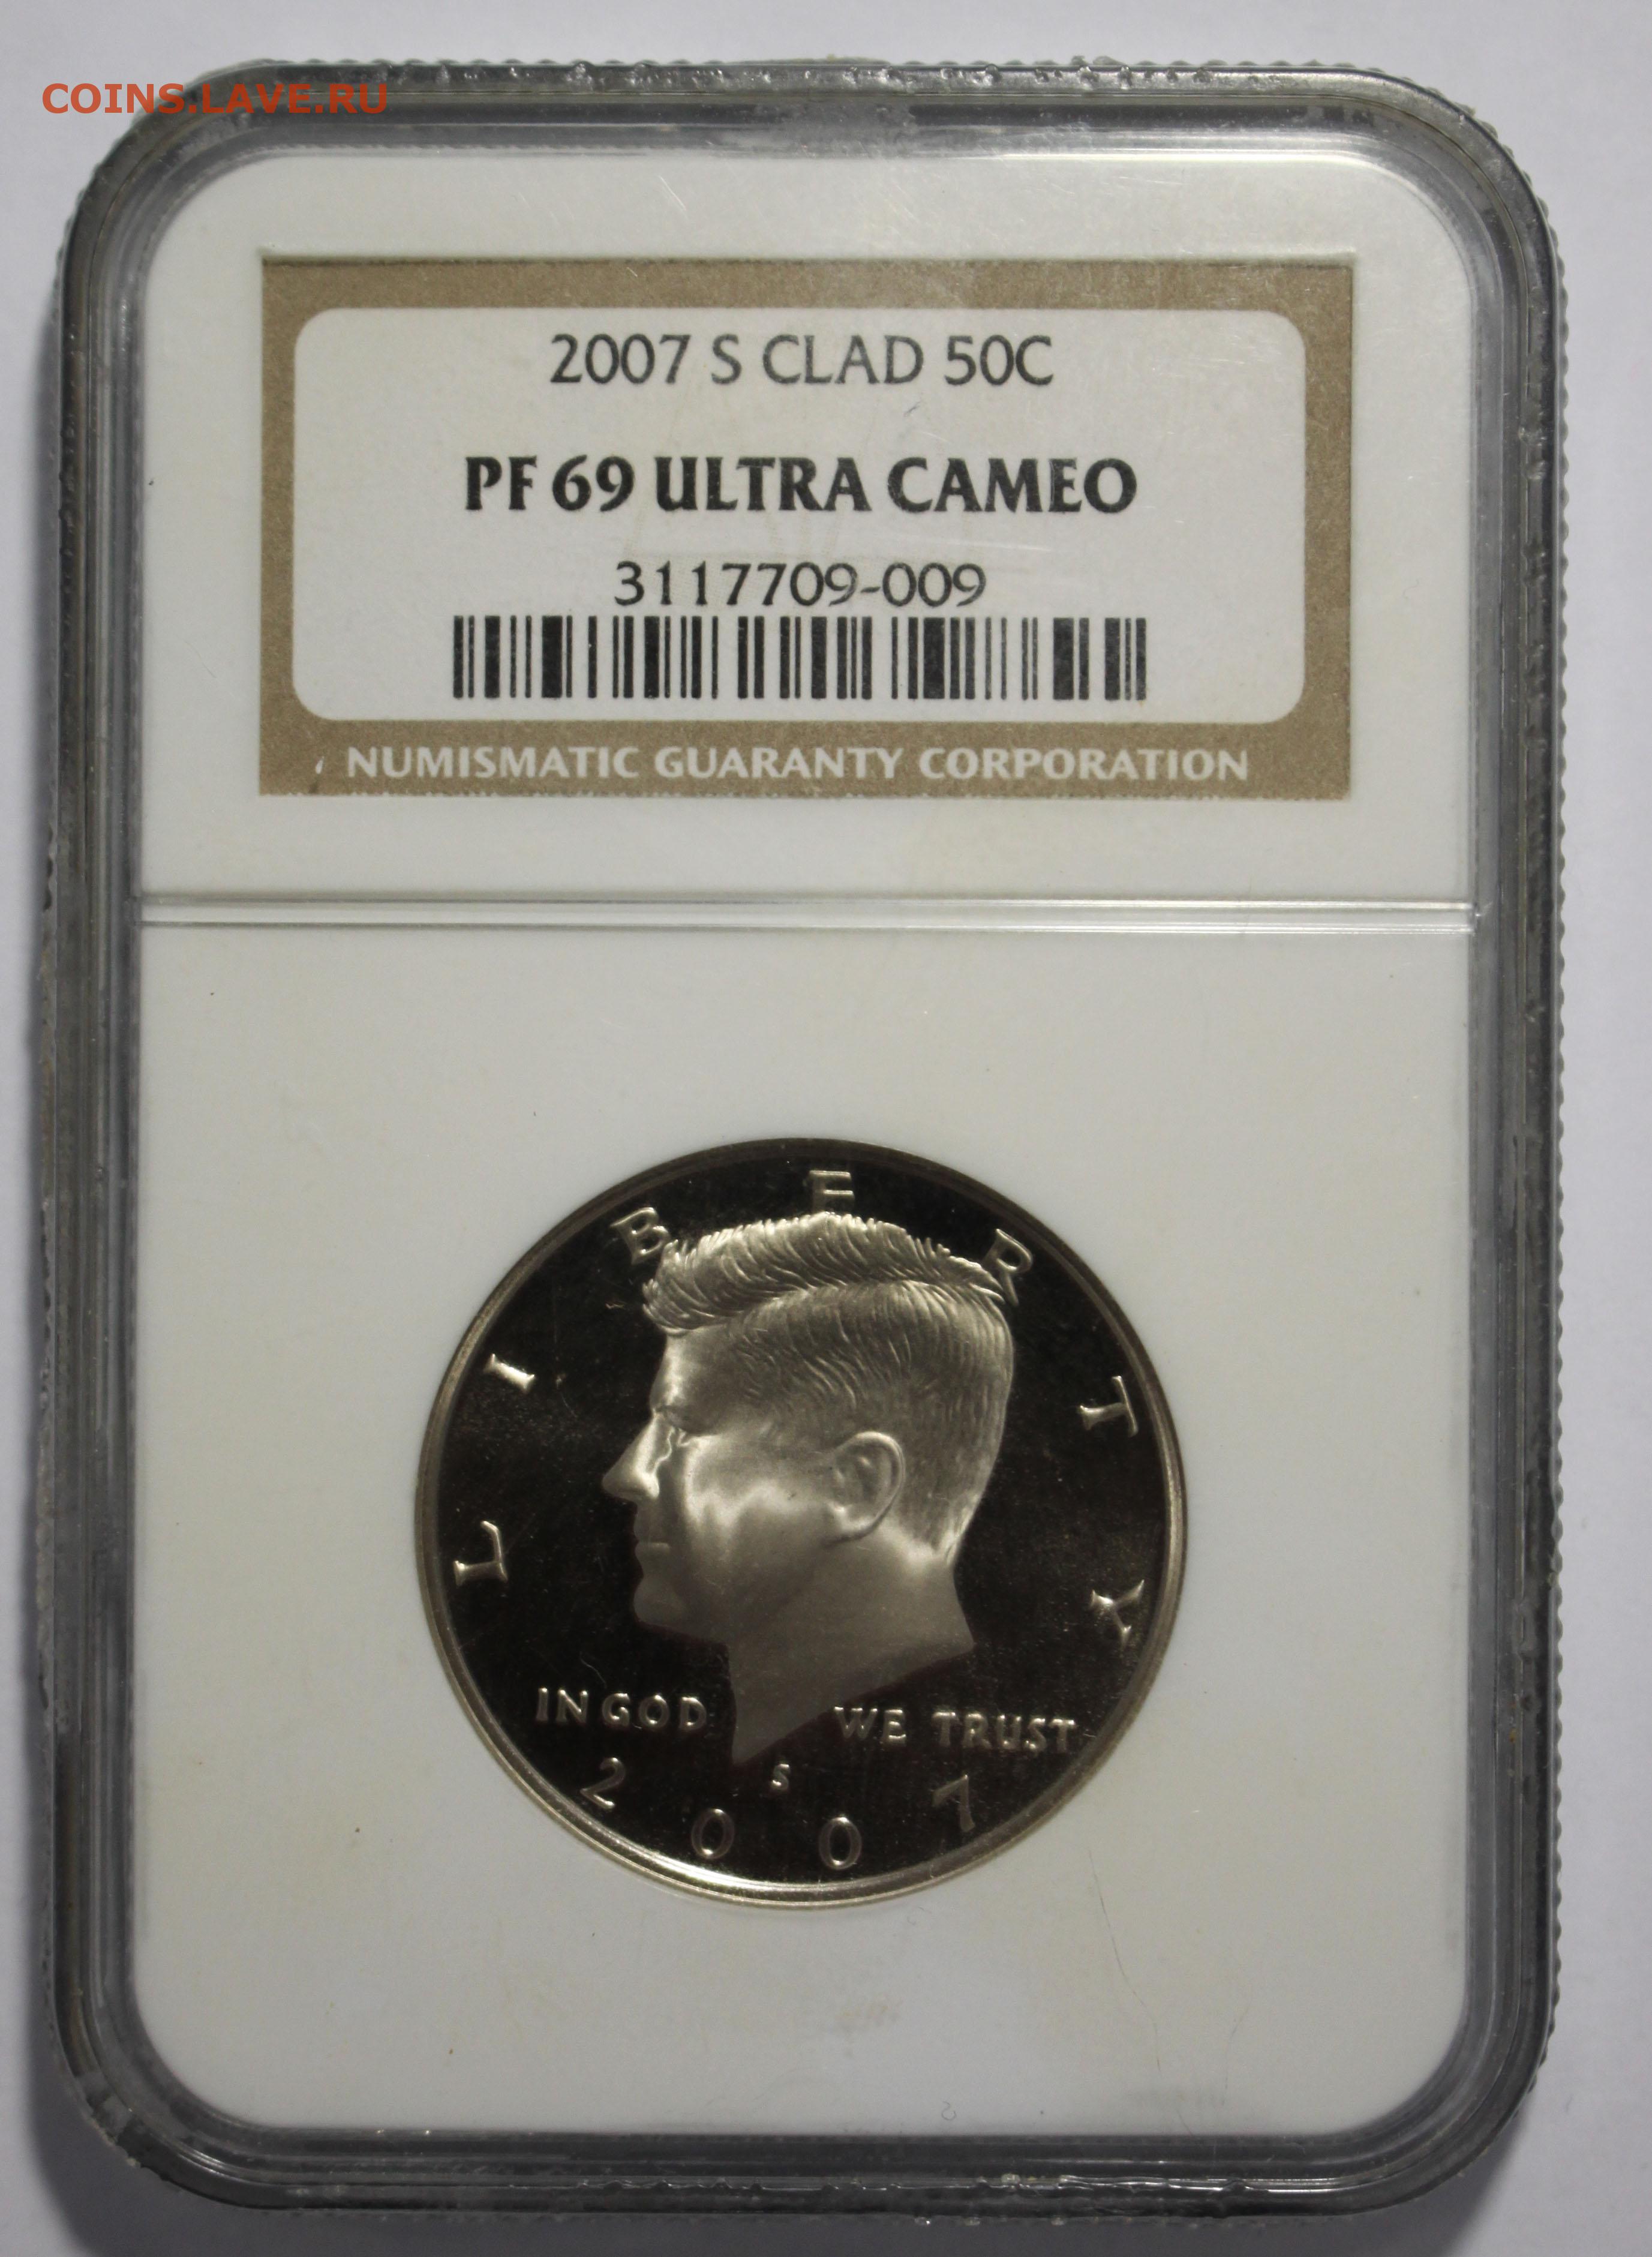 COINS.LAVE.RU
2007 S CLAD 50C
PF 69 ULTRA CAMEO
3117709-009
NUMISMATIC GUARANTY CORPORATION
LIBERTY
IN GOD WE TRUST
S
2007